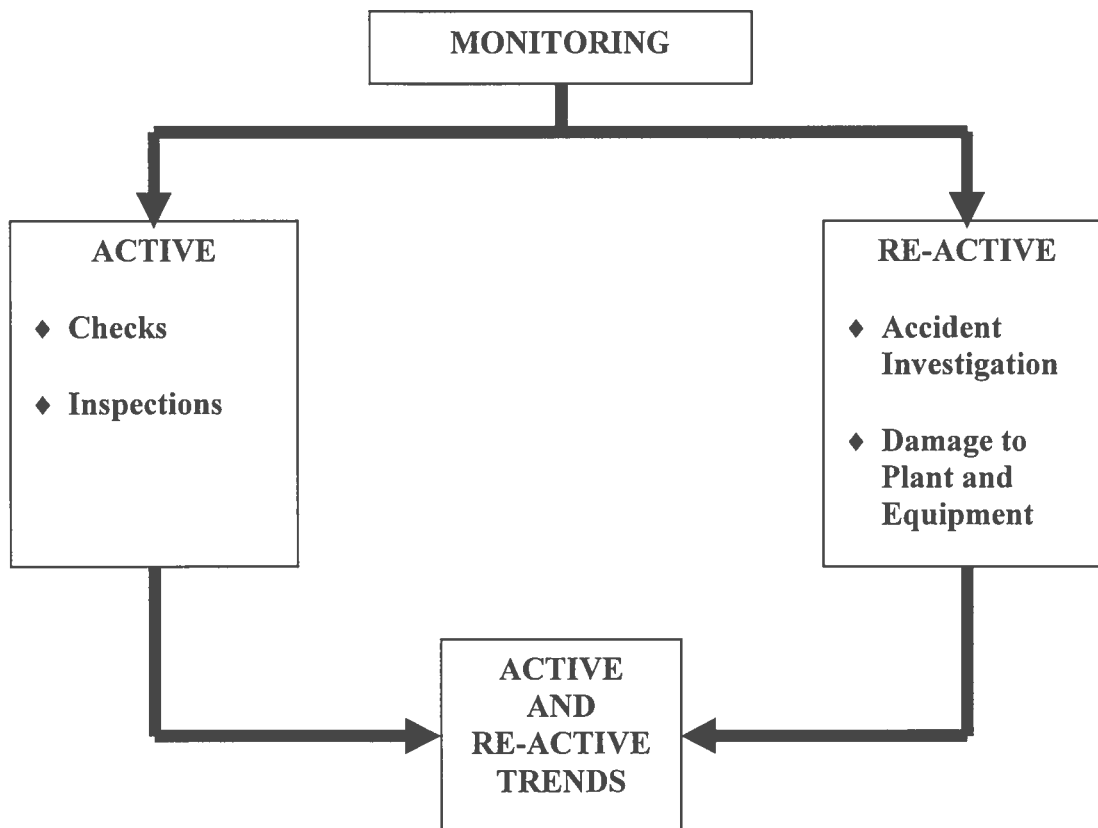 MONITORING
ACTIVE
♦ Checks
♦ Inspections
RE-ACTIVE
♦ Accident
Investigation
♦ Damage to
Plant and
Equipment
ACTIVE
AND
RE-ACTIVE
TRENDS